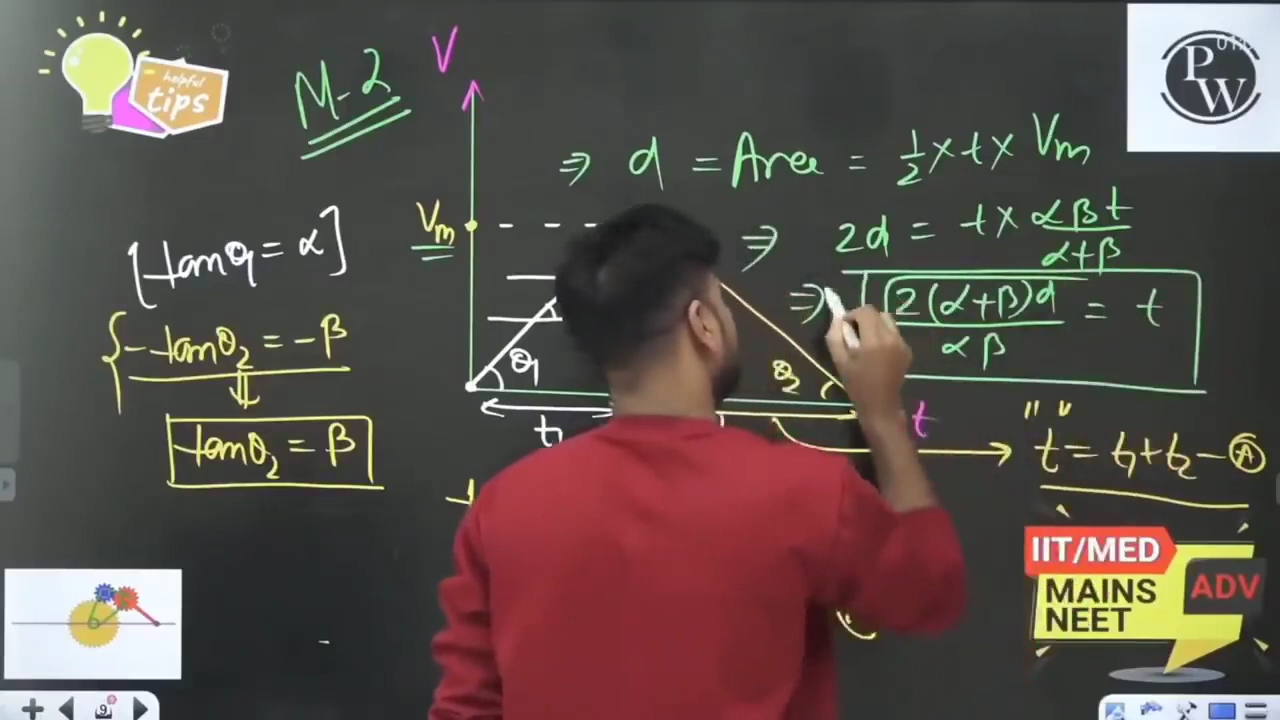 helpful
tips
M-2
V
PW
⇒ d = Area = 1/2 × t × Vm
Vm
⇒ 2d = t × αβt/(α+β)
[tanθ1 = α]
⇒ √(2(α+β)d/αβ) = t
{-tanθ2 = -β
θ1
θ2
⇓
tanθ2 = β
t1
t
" "
t = t1 + t2 - Ⓐ
IIT/MED
MAINS
NEET
ADV
9